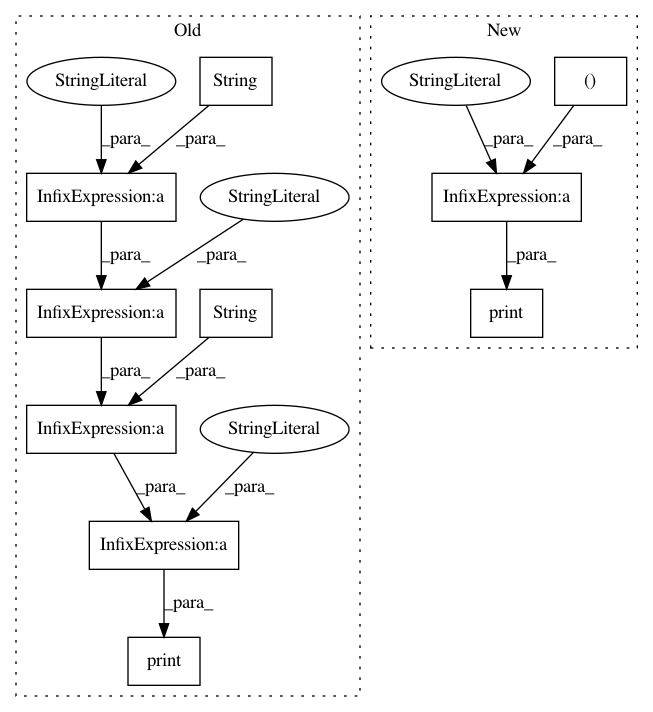 Old
New
StringLiteral
String
StringLiteral
()
_para_
_para_
_para_
_para_
InfixExpression:a
StringLiteral
InfixExpression:a
_para_
_para_
_para_
InfixExpression:a
String
print
_para_
_para_
InfixExpression:a
StringLiteral
_para_
_para_
InfixExpression:a
_para_
print